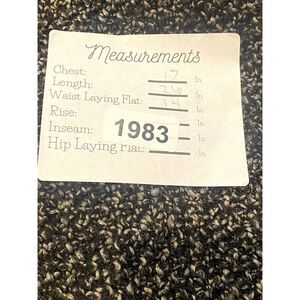 Measurements
Chest: 17 In
Length: 26 In
Waist Laying Flat: 14 In
Rise: In
Inseam: 1983 In
Hip Laying Flat: In